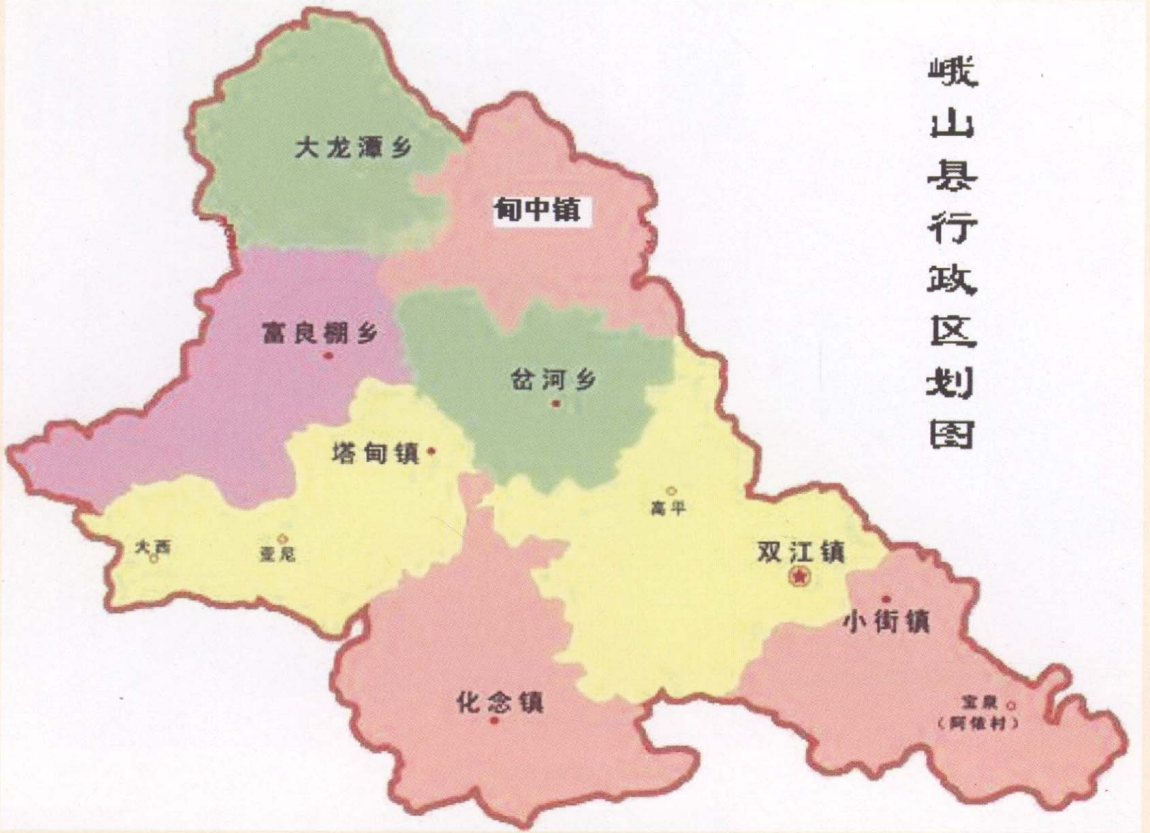 峨山县行政区划图
大龙潭乡
甸中镇
富良棚乡
岔河乡
塔甸镇
高平
大西
亚尼
双江镇
小街镇
化念镇
宝泉
（阿依村）